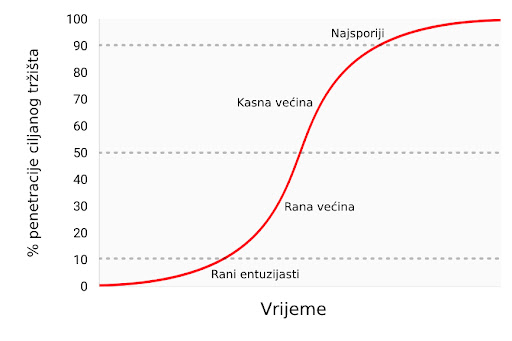 100
Najsporiji
90
80
70
Kasna većina
60
50
40
30
Rana većina
20
10
Rani entuzijasti
0
% penetracije ciljanog tržišta
Vrijeme